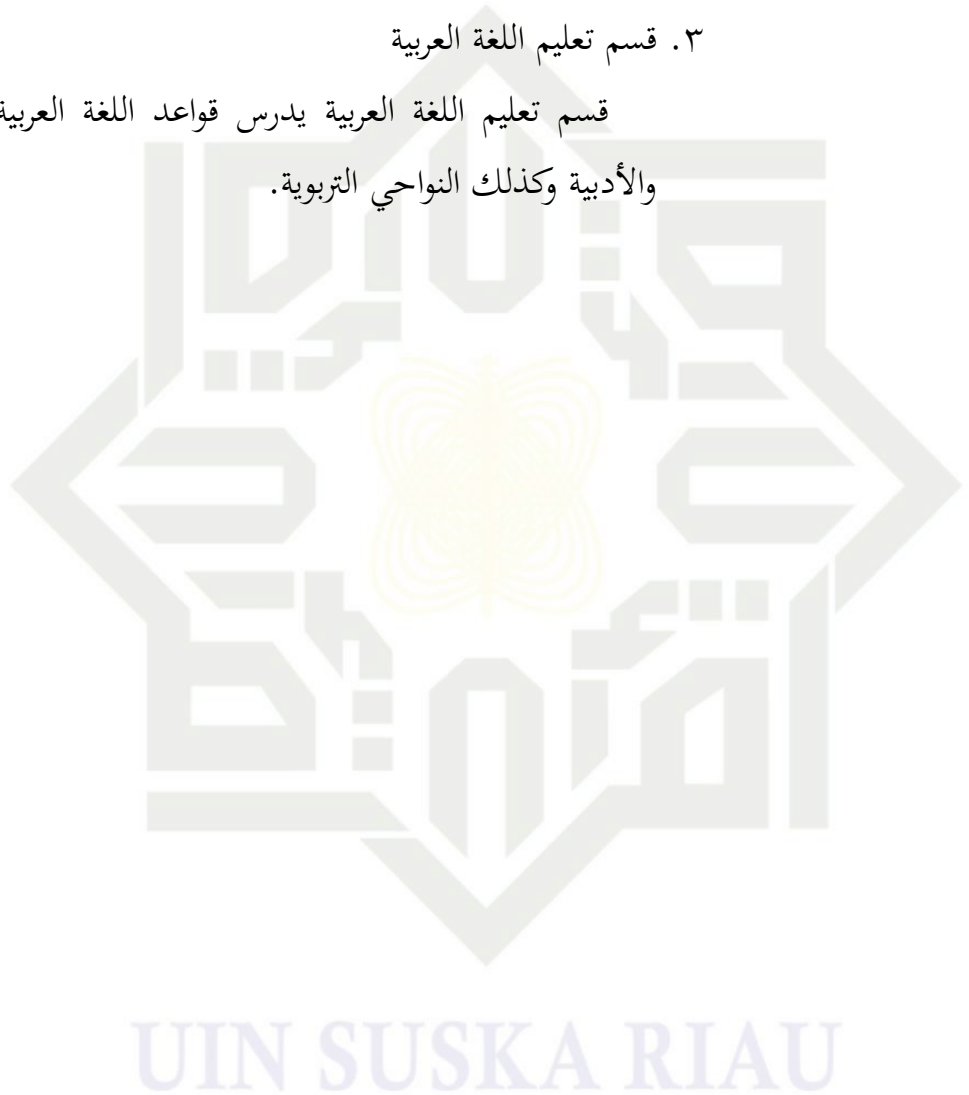 ٣. قسم تعليم اللغة العربية
قسم تعليم اللغة العربية يدرس قواعد اللغة العربية
والأدبية وكذلك النواحي التربوية.
UIN SUSKA RIAU